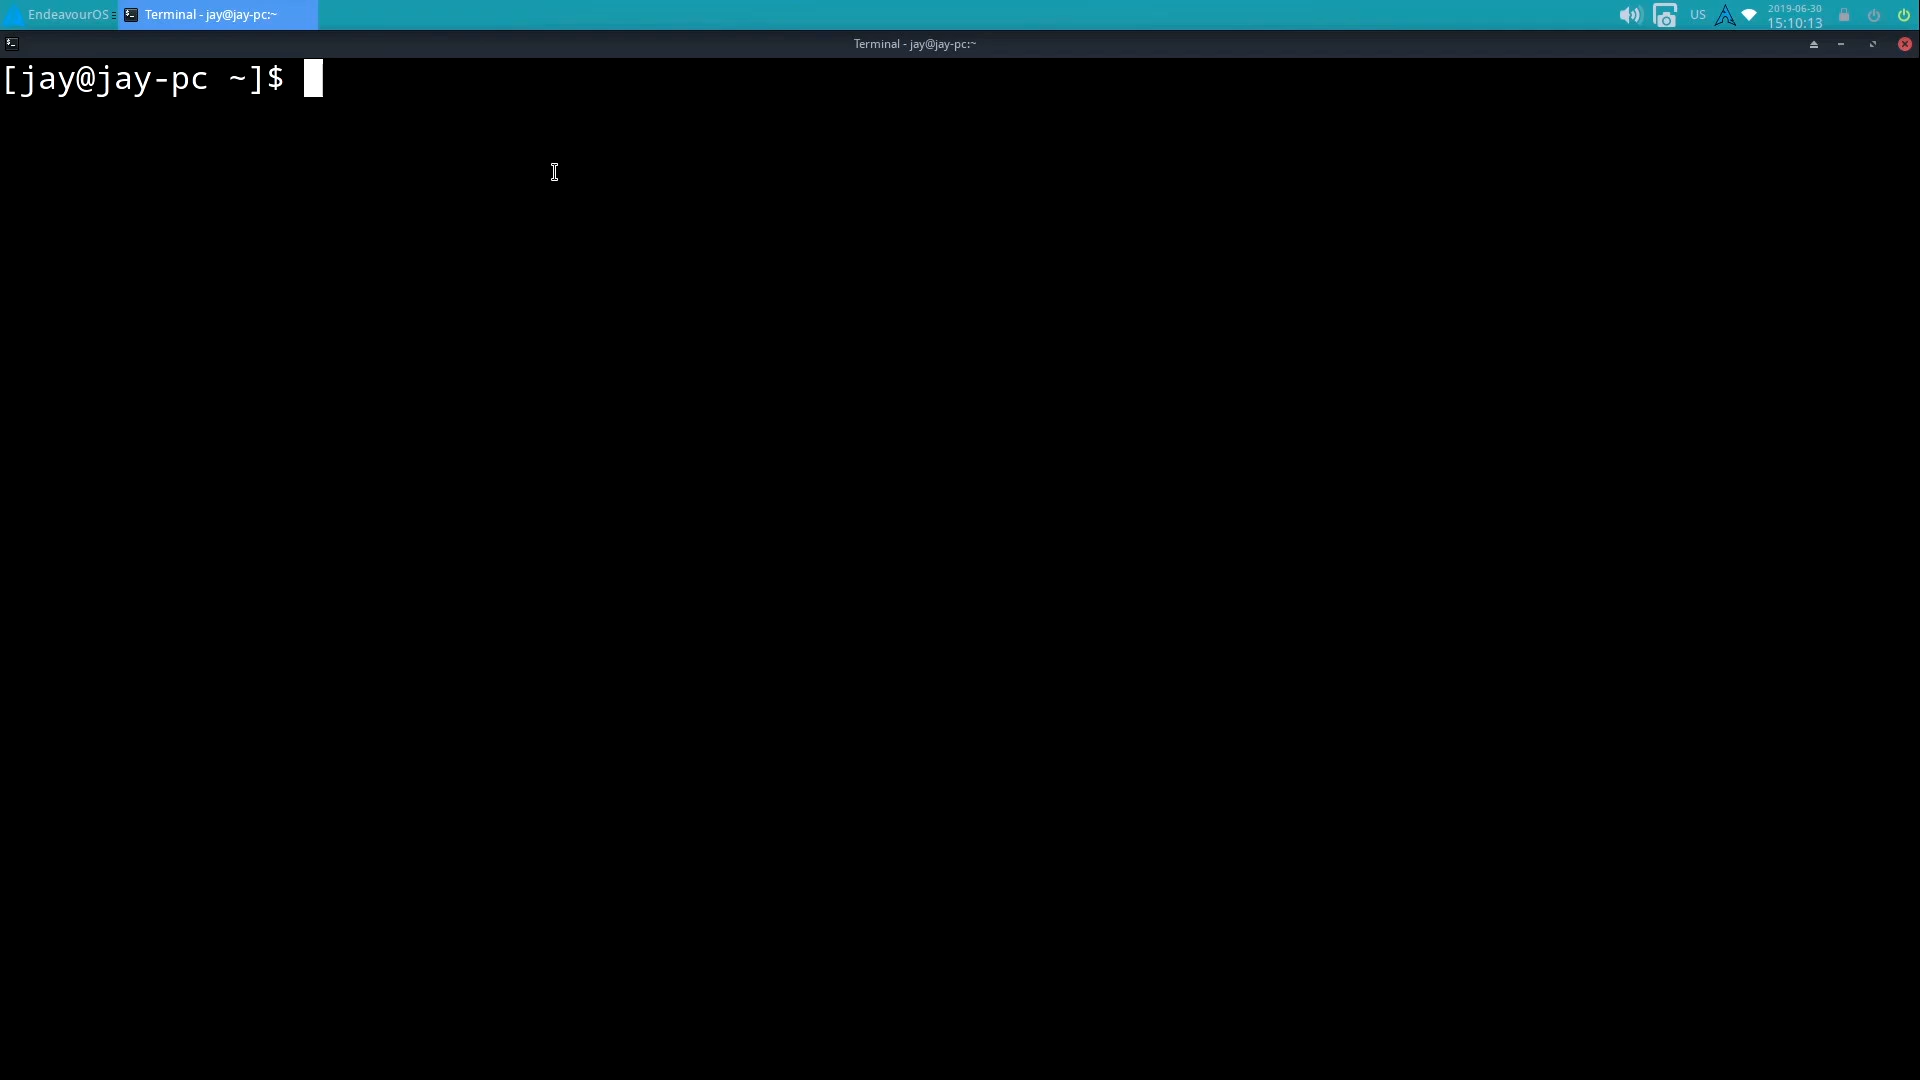 EndeavourOS
Terminal - jay@jay-pc:~
US
2019-06-30
15:10:13
Terminal - jay@jay-pc:~
[jay@jay-pc ~]$